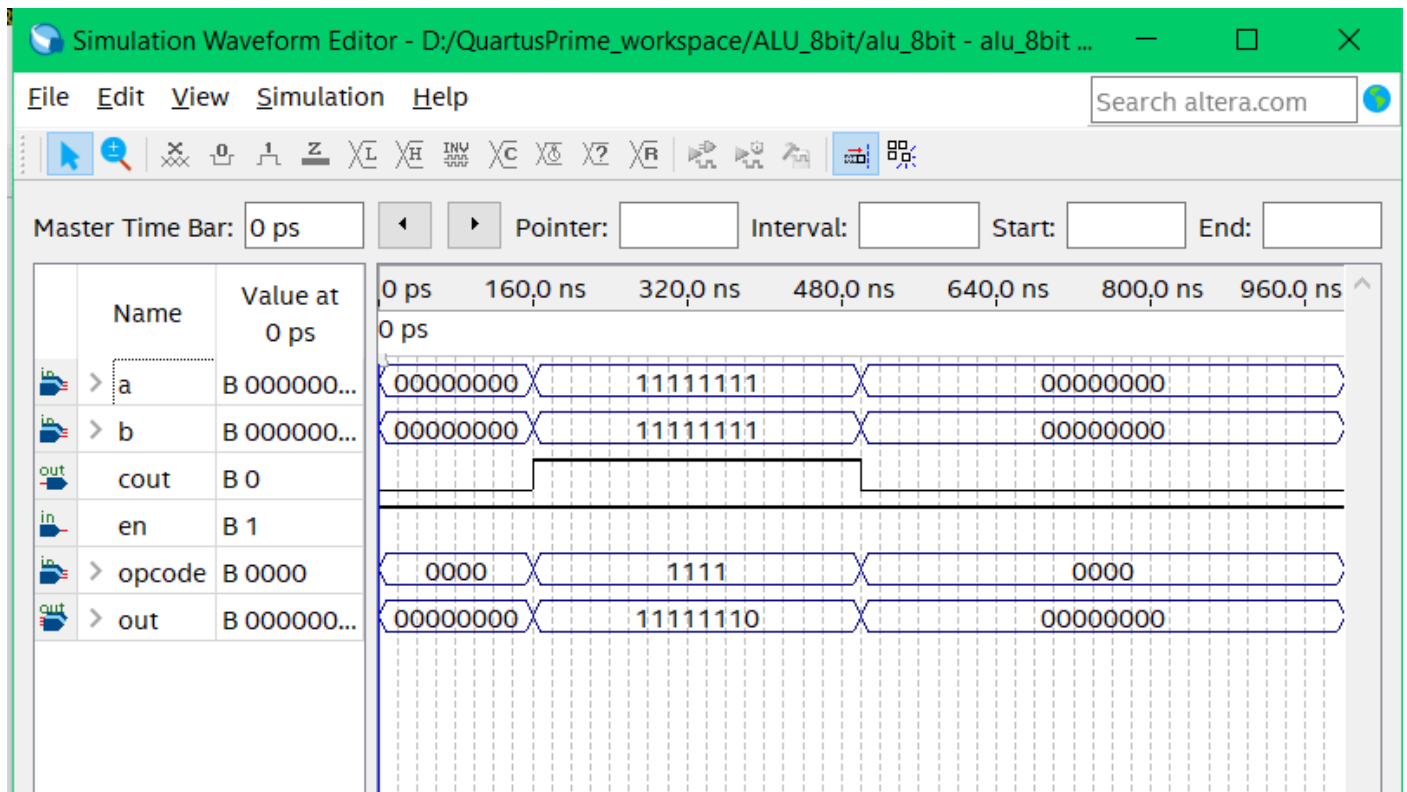 Simulation Waveform Editor - D:/QuartusPrime_workspace/ALU_8bit/alu_8bit - alu_8bit ...
File Edit View Simulation Help
Search altera.com
Master Time Bar: 0 ps Pointer: Interval: Start: End:
Name Value at 0 ps
0 ps 160.0 ns 320.0 ns 480.0 ns 640.0 ns 800.0 ns 960.0 ns
0 ps
a B 000000... 00000000 11111111 00000000
b B 000000... 00000000 11111111 00000000
cout B 0
en B 1
opcode B 0000 0000 1111 0000
out B 000000... 00000000 11111110 00000000